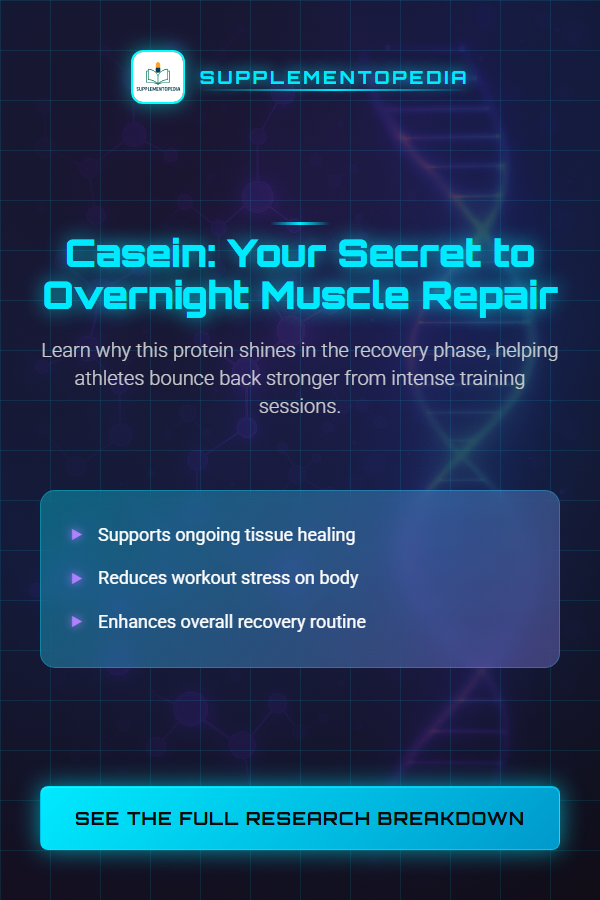 SUPPLEMENTOPEDIA
SUPPLEMENTOPEDIA
Casein: Your Secret to
Overnight Muscle Repair
Learn why this protein shines in the recovery phase, helping
athletes bounce back stronger from intense training
sessions.
Supports ongoing tissue healing
Reduces workout stress on body
Enhances overall recovery routine
SEE THE FULL RESEARCH BREAKDOWN